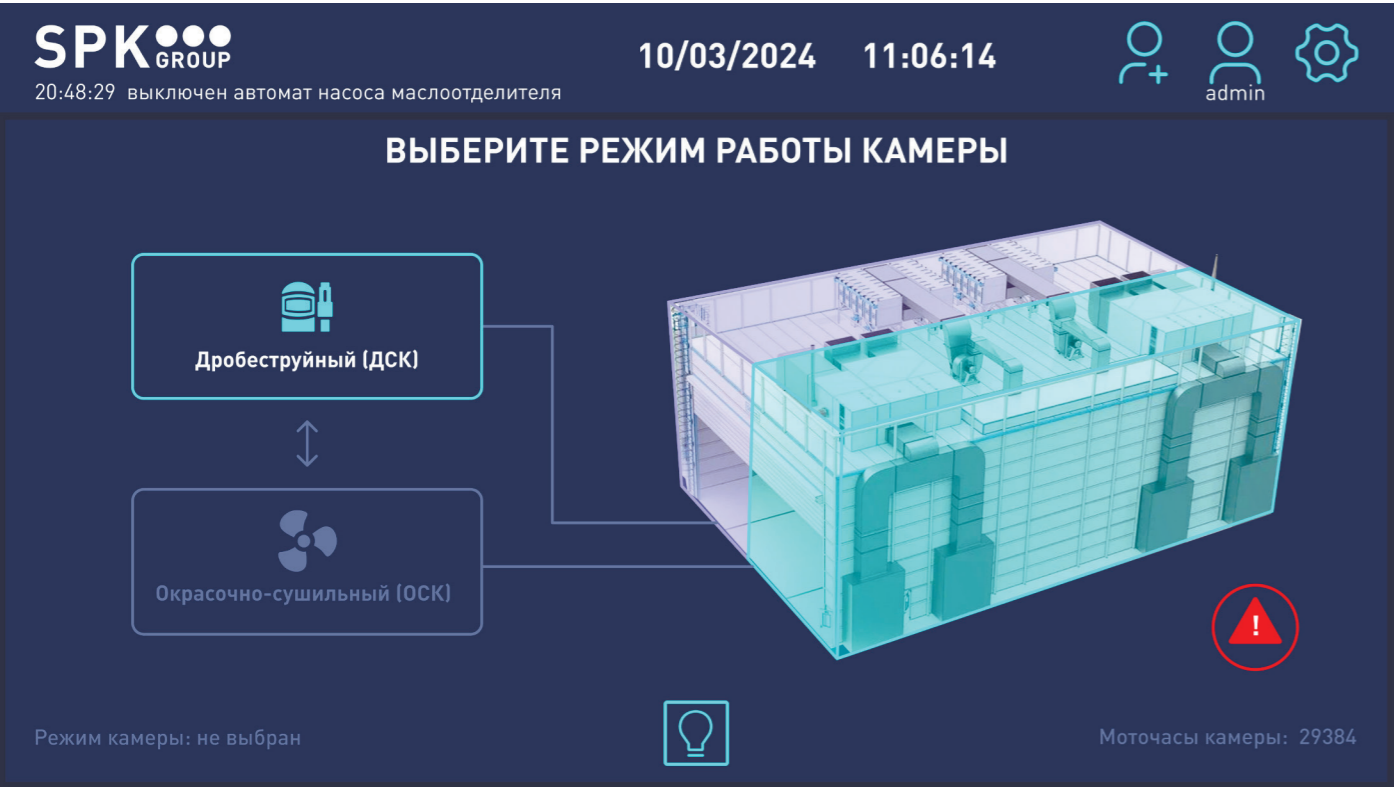 SPK GROUP
10/03/2024 11:06:14
20:48:29 выключен автомат насоса маслоотделителя
admin
ВЫБЕРИТЕ РЕЖИМ РАБОТЫ КАМЕРЫ
Дробеструйный (ДСК)
Окрасочно-сушильный (ОСК)
!
Режим камеры: не выбран
Моточасы камеры: 29384